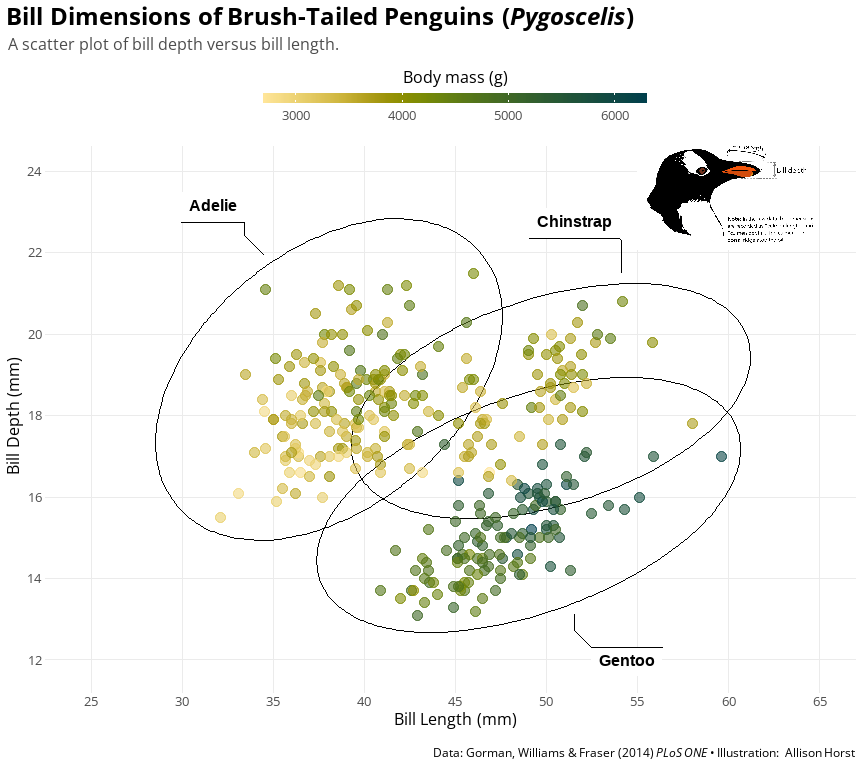 Bill Dimensions of Brush-Tailed Penguins (Pygoscelis)
A scatter plot of bill depth versus bill length.
Body mass (g)
3000 4000 5000 6000
24
22
20
18
16
14
12
Bill Depth (mm)
Adelie
Chinstrap
Gentoo
Bill depth
Note: In the
25 30 35 40 45 50 55 60 65
Bill Length (mm)
Data: Gorman, Williams & Fraser (2014) PLoS ONE • Illustration: Allison Horst